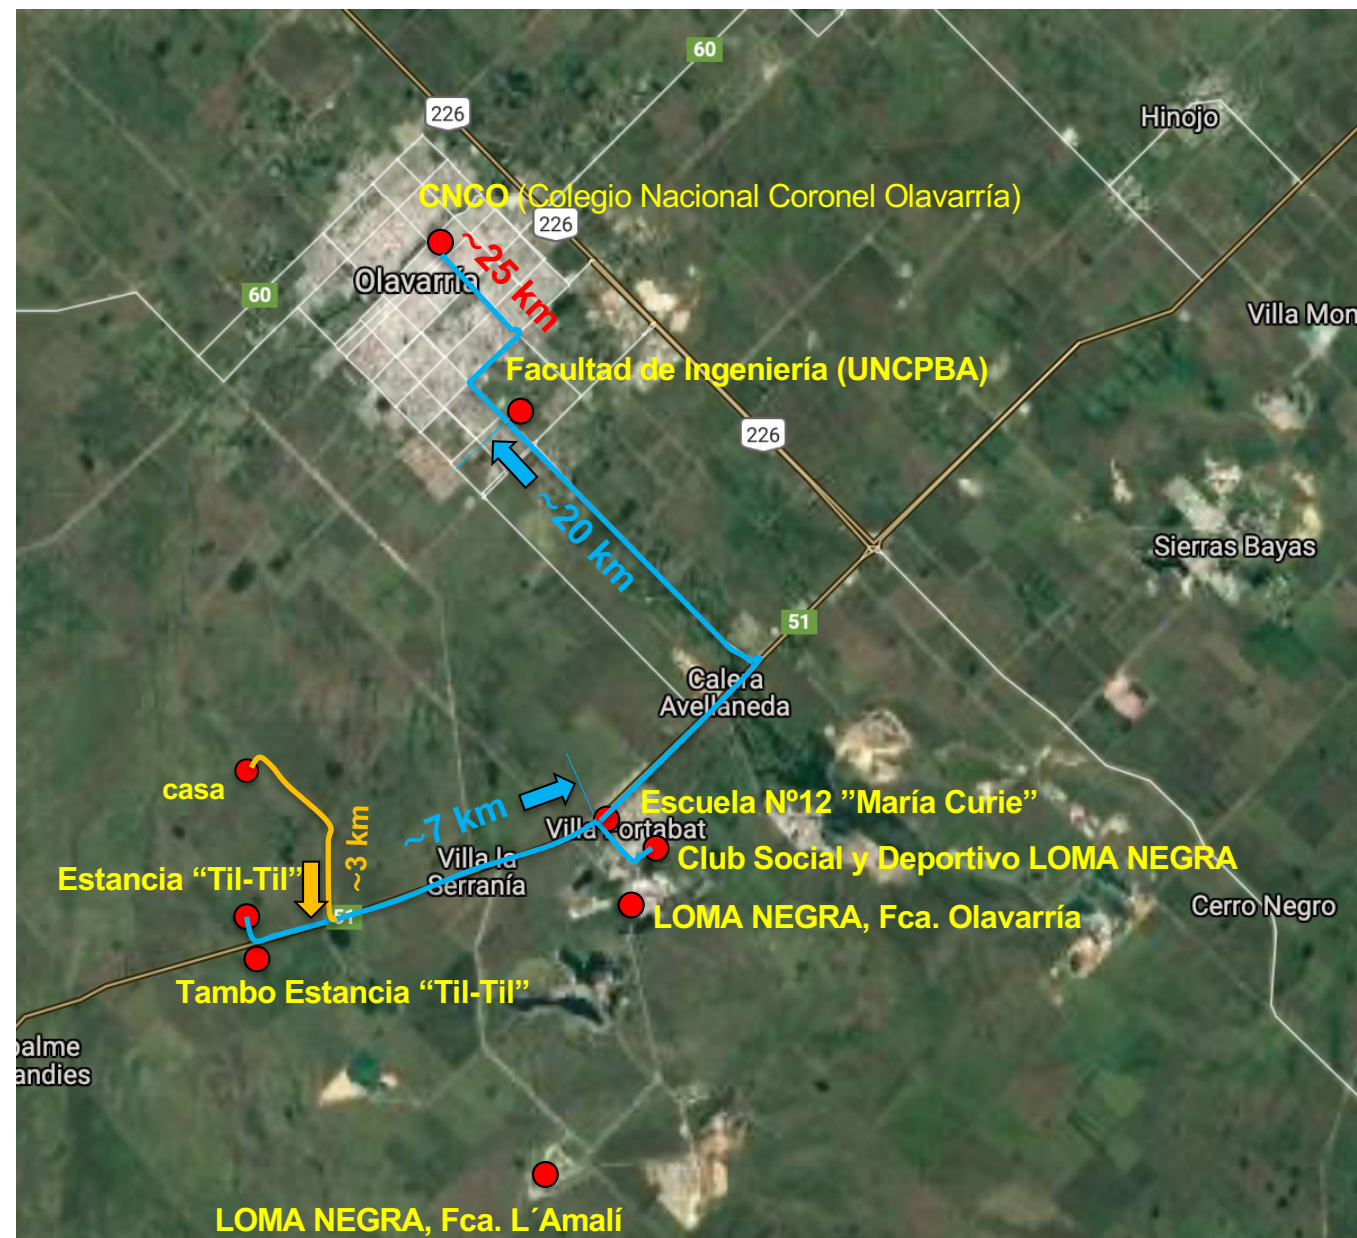 60
226
Hinojo
CNCO (Colegio Nacional Coronel Olavarría)
226
~25 km
Olavarría
60
Villa Mon
Facultad de Ingeniería (UNCPBA)
226
~20 km
Sierras Bayas
51
Calera
Avellaneda
casa
~3 km
~7 km
Escuela Nº12 ”María Curie”
Villa Fortabat
Villa la
Serranía
Club Social y Deportivo LOMA NEGRA
Estancia “Til-Til”
51
LOMA NEGRA, Fca. Olavarría
Cerro Negro
Tambo Estancia “Til-Til”
palme
andies
LOMA NEGRA, Fca. L´Amalí